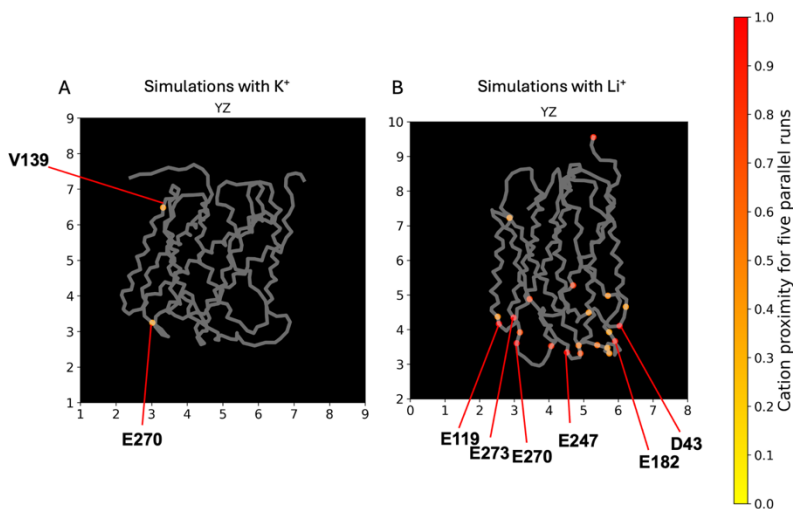 A
Simulations with K⁺
YZ
9
8
7
6
5
4
3
2
1
1 2 3 4 5 6 7 8 9
V139
E270
B
Simulations with Li⁺
YZ
10
9
8
7
6
5
4
3
2
0 1 2 3 4 5 6 7 8
E119
E273
E270
E247
E182
D43
1.0
0.9
0.8
0.7
0.6
0.5
0.4
0.3
0.2
0.1
0.0
Cation proximity for five parallel runs